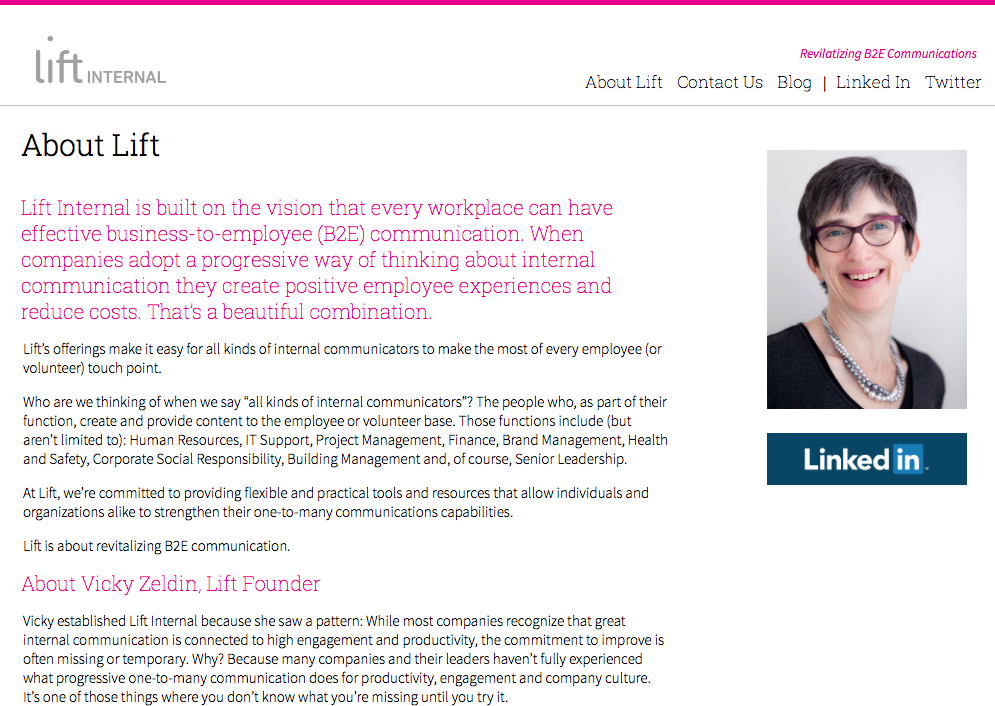 lift INTERNAL
Revilatizing B2E Communications
About Lift Contact Us Blog | Linked In Twitter
About Lift
Lift Internal is built on the vision that every workplace can have
effective business-to-employee (B2E) communication. When
companies adopt a progressive way of thinking about internal
communication they create positive employee experiences and
reduce costs. That's a beautiful combination.
Lift's offerings make it easy for all kinds of internal communicators to make the most of every employee (or
volunteer) touch point.
Who are we thinking of when we say “all kinds of internal communicators”? The people who, as part of their
function, create and provide content to the employee or volunteer base. Those functions include (but
aren't limited to): Human Resources, IT Support, Project Management, Finance, Brand Management, Health
and Safety, Corporate Social Responsibility, Building Management and, of course, Senior Leadership.
At Lift, we're committed to providing flexible and practical tools and resources that allow individuals and
organizations alike to strengthen their one-to-many communications capabilities.
Lift is about revitalizing B2E communication.
About Vicky Zeldin, Lift Founder
Vicky established Lift Internal because she saw a pattern: While most companies recognize that great
internal communication is connected to high engagement and productivity, the commitment to improve is
often missing or temporary. Why? Because many companies and their leaders haven't fully experienced
what progressive one-to-many communication does for productivity, engagement and company culture.
It's one of those things where you don't know what you're missing until you try it.
Linked in